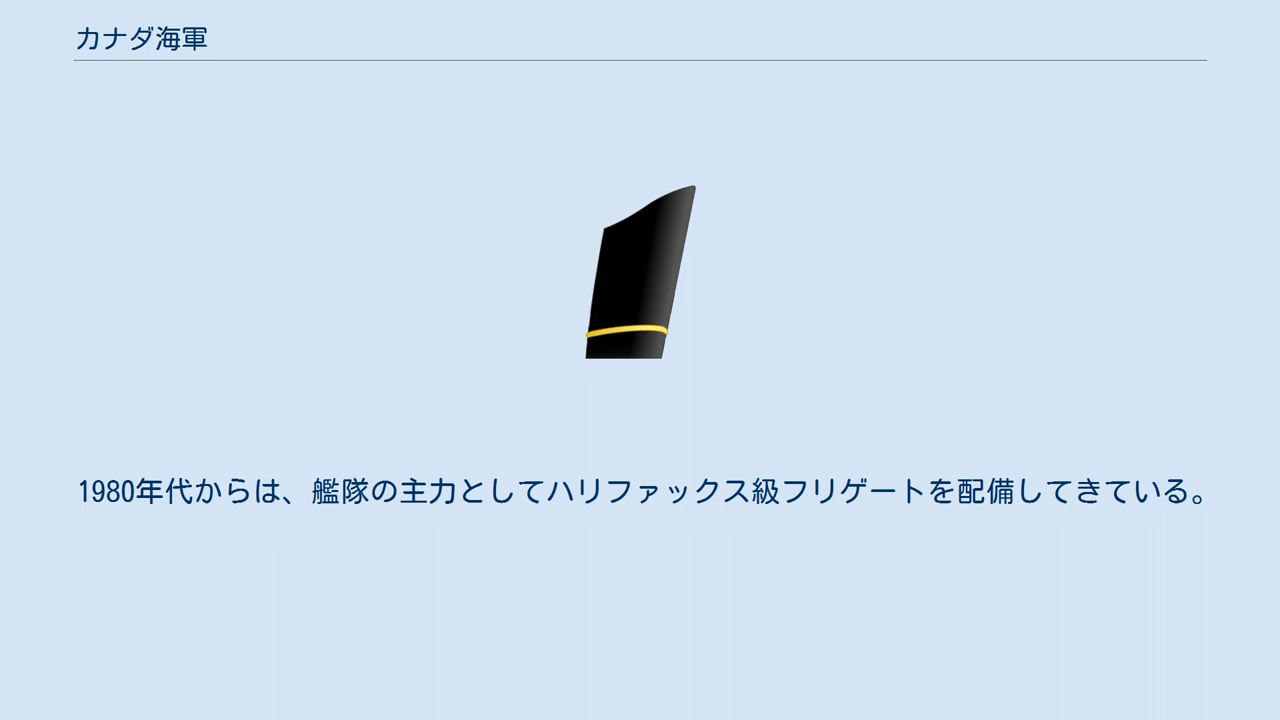 カナダ海軍
1980年代からは、艦隊の主力としてハリファックス級フリゲートを配備してきている。